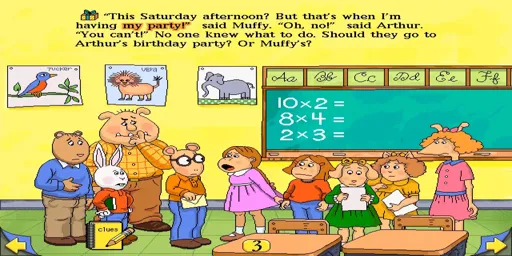 "This Saturday afternoon? But that's when I'm
having my party!" said Muffy. "Oh, no!" said Arthur.
"You can't!" No one knew what to do. Should they go to
Arthur's birthday party? Or Muffy's?
Aa Bb Cc Dd Ee Ff
10 × 2 =
8 × 4 =
2 × 3 =
clues
3